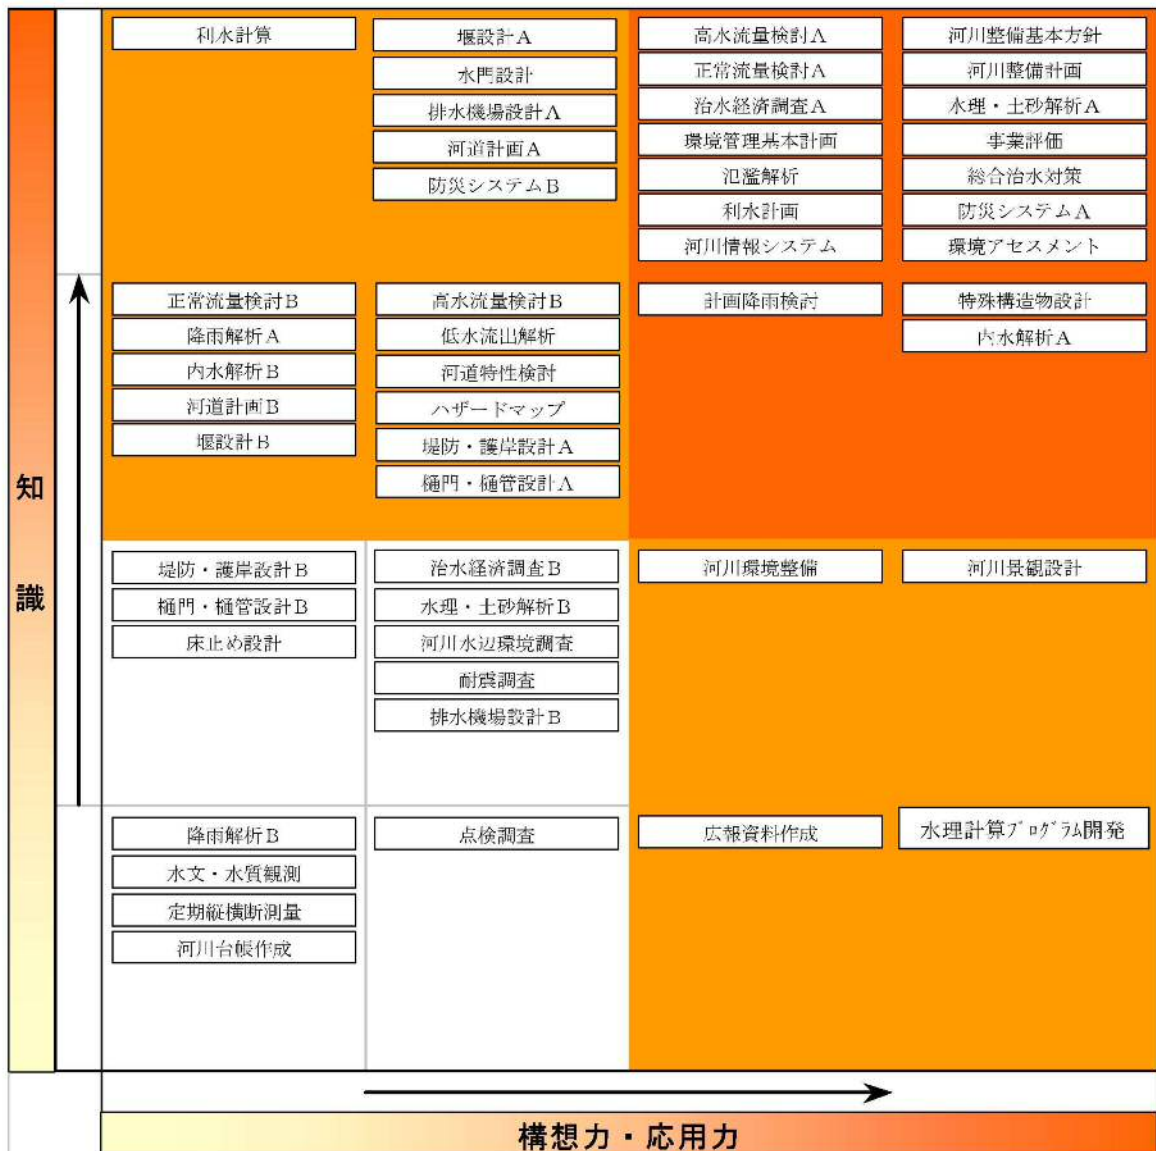 知
識
利水計算
堰設計A
水門設計
排水機場設計A
河道計画A
防災システムB
高水流量検討A
正常流量検討A
治水経済調査A
環境管理基本計画
氾濫解析
利水計画
河川情報システム
河川整備基本方針
河川整備計画
水理・土砂解析A
事業評価
総合治水対策
防災システムA
環境アセスメント
正常流量検討B
降雨解析A
内水解析B
河道計画B
堰設計B
高水流量検討B
低水流出解析
河道特性検討
ハザードマップ
堤防・護岸設計A
樋門・樋管設計A
計画降雨検討
特殊構造物設計
内水解析A
堤防・護岸設計B
樋門・樋管設計B
床止め設計
治水経済調査B
水理・土砂解析B
河川水辺環境調査
耐震調査
排水機場設計B
河川環境整備
河川景観設計
降雨解析B
水文・水質観測
定期縦横断測量
河川台帳作成
点検調査
広報資料作成
水理計算ﾌﾟﾛｸﾞﾗﾑ開発
構想力・応用力